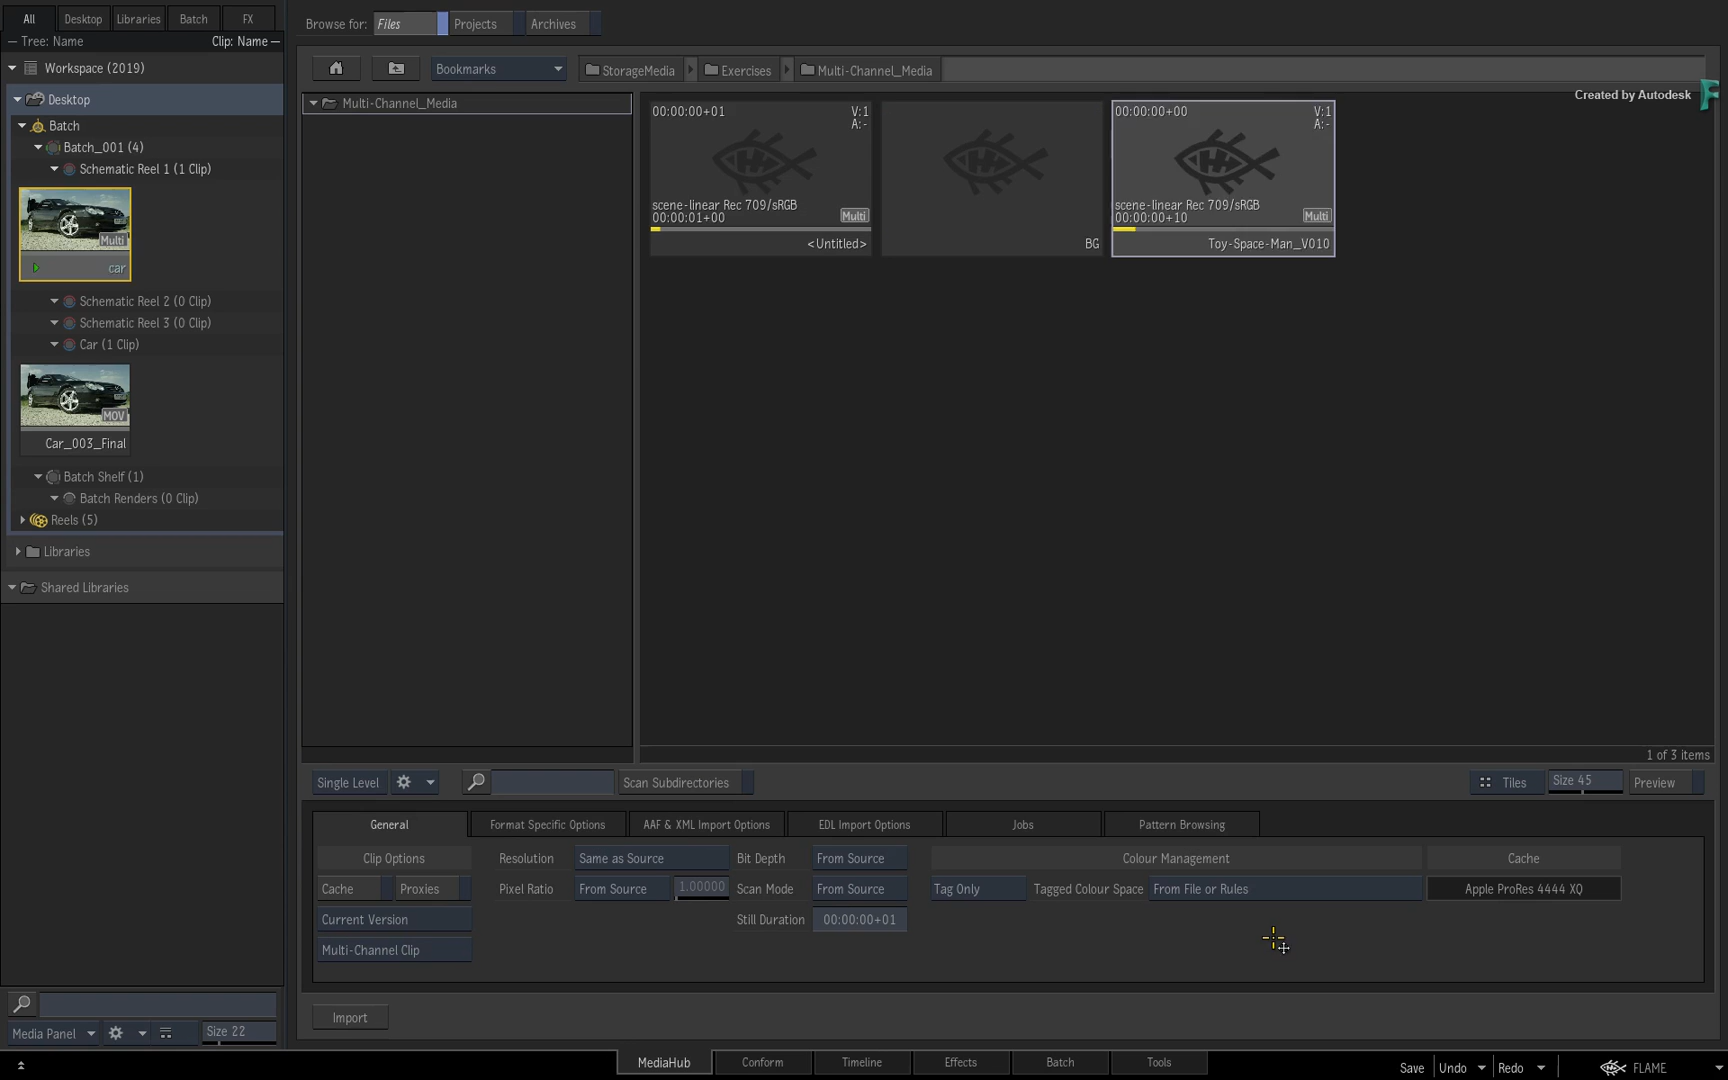 All
Desktop
Libraries
Batch
FX
Tree: Name
Clip: Name
Workspace (2019)
Desktop
Batch
Batch_001 (4)
Schematic Reel 1 (1 Clip)
Multi
car
Schematic Reel 2 (0 Clip)
Schematic Reel 3 (0 Clip)
Car (1 Clip)
MOV
Car_003_Final
Batch Shelf (1)
Batch Renders (0 Clip)
Reels (5)
Libraries
Shared Libraries
Media Panel
Size 22
Browse for:
Files
Projects
Archives
Bookmarks
StorageMedia
Exercises
Multi-Channel_Media
Created by Autodesk
Multi-Channel_Media
00:00:00+01
V:1
A:-
scene-linear Rec 709/sRGB
00:00:01+00
Multi
<Untitled>
BG
00:00:00+00
V:1
A:-
scene-linear Rec 709/sRGB
00:00:00+10
Multi
Toy-Space-Man_V010
1 of 3 items
Single Level
Scan Subdirectories
Tiles
Size 45
Preview
General
Format Specific Options
AAF & XML Import Options
EDL Import Options
Jobs
Pattern Browsing
Clip Options
Resolution
Same as Source
Bit Depth
From Source
Colour Management
Cache
Cache
Proxies
Pixel Ratio
From Source
1.00000
Scan Mode
From Source
Tag Only
Tagged Colour Space
From File or Rules
Apple ProRes 4444 XQ
Current Version
Still Duration
00:00:00+01
Multi-Channel Clip
Import
MediaHub
Conform
Timeline
Effects
Batch
Tools
Save
Undo
Redo
FLAME